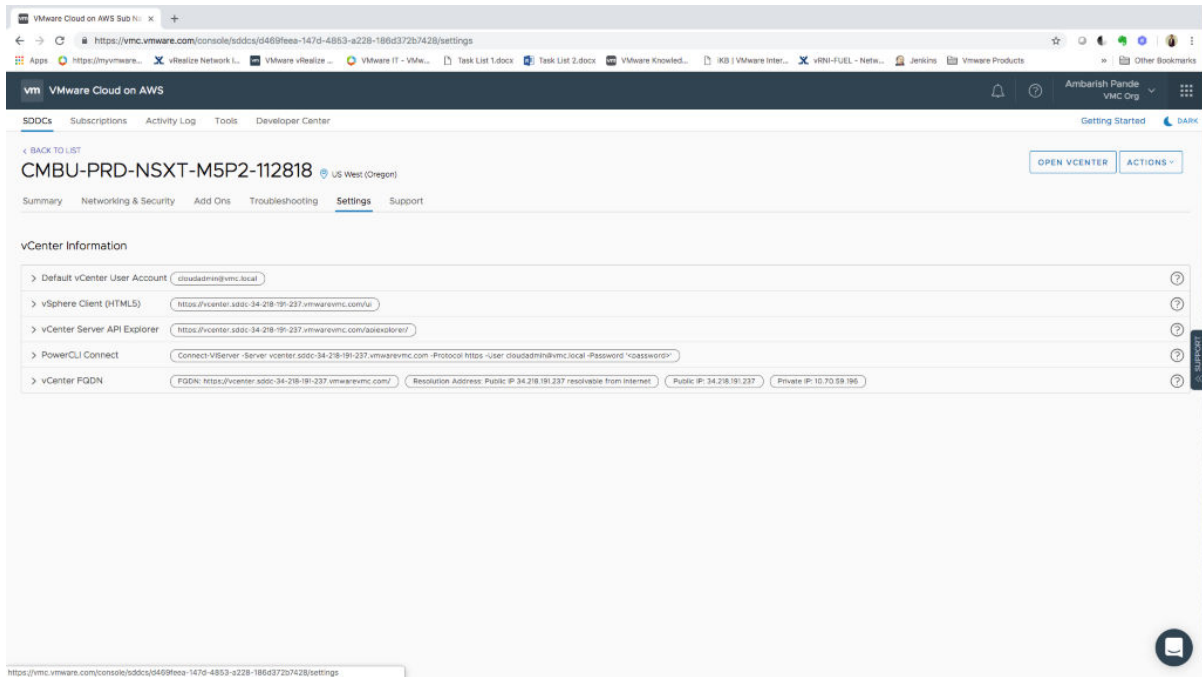 vm VMware Cloud on AWS Sub Na × +
https://vmc.vmware.com/console/sddcs/d469feea-147d-4853-a228-186d372b7428/settings
Apps https://myvmware... vRealize Network I... VMware vRealize ... VMware IT - VMw... Task List 1.docx Task List 2.docx VMware Knowled... IKB | VMware Inter... vRNI-FUEL - Netw... Jenkins Vmware Products » Other Bookmarks
vm VMware Cloud on AWS
Ambarish Pande
VMC Org
SDDCs Subscriptions Activity Log Tools Developer Center Getting Started DARK
< BACK TO LIST
CMBU-PRD-NSXT-M5P2-112818 US West (Oregon) OPEN VCENTER ACTIONS
Summary Networking & Security Add Ons Troubleshooting Settings Support
vCenter Information
> Default vCenter User Account cloudadmin@vmc.local
> vSphere Client (HTML5) https://vcenter.sddc-34-218-191-237.vmwarevmc.com/ui
> vCenter Server API Explorer https://vcenter.sddc-34-218-191-237.vmwarevmc.com/apiexplorer/
> PowerCLI Connect Connect-VIServer -Server vcenter.sddc-34-218-191-237.vmwarevmc.com -Protocol https -User cloudadmin@vmc.local -Password '<password>'
> vCenter FQDN FQDN: https://vcenter.sddc-34-218-191-237.vmwarevmc.com/ Resolution Address: Public IP 34.218.191.237 resolvable from Internet Public IP: 34.218.191.237 Private IP: 10.70.59.196
« SUPPORT
https://vmc.vmware.com/console/sddcs/d469feea-147d-4853-a228-186d372b7428/settings